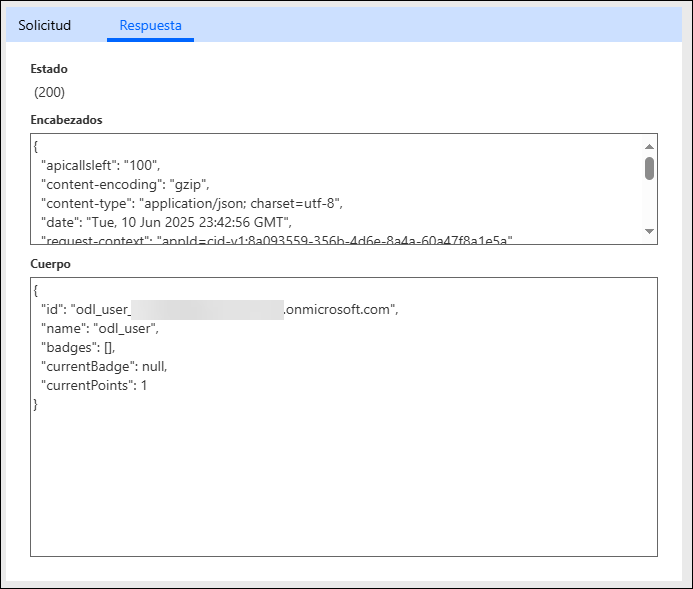 Solicitud Respuesta
Estado
(200)
Encabezados
{
"apicallsleft": "100",
"content-encoding": "gzip",
"content-type": "application/json; charset=utf-8",
"date": "Tue, 10 Jun 2025 23:42:56 GMT",
"request-context": "appId=cid-v1:8a093559-356b-4d6e-8a4a-60a47f8a1e5a"
Cuerpo
{
"id": "odl_user_ .onmicrosoft.com",
"name": "odl_user",
"badges": [],
"currentBadge": null,
"currentPoints": 1
}